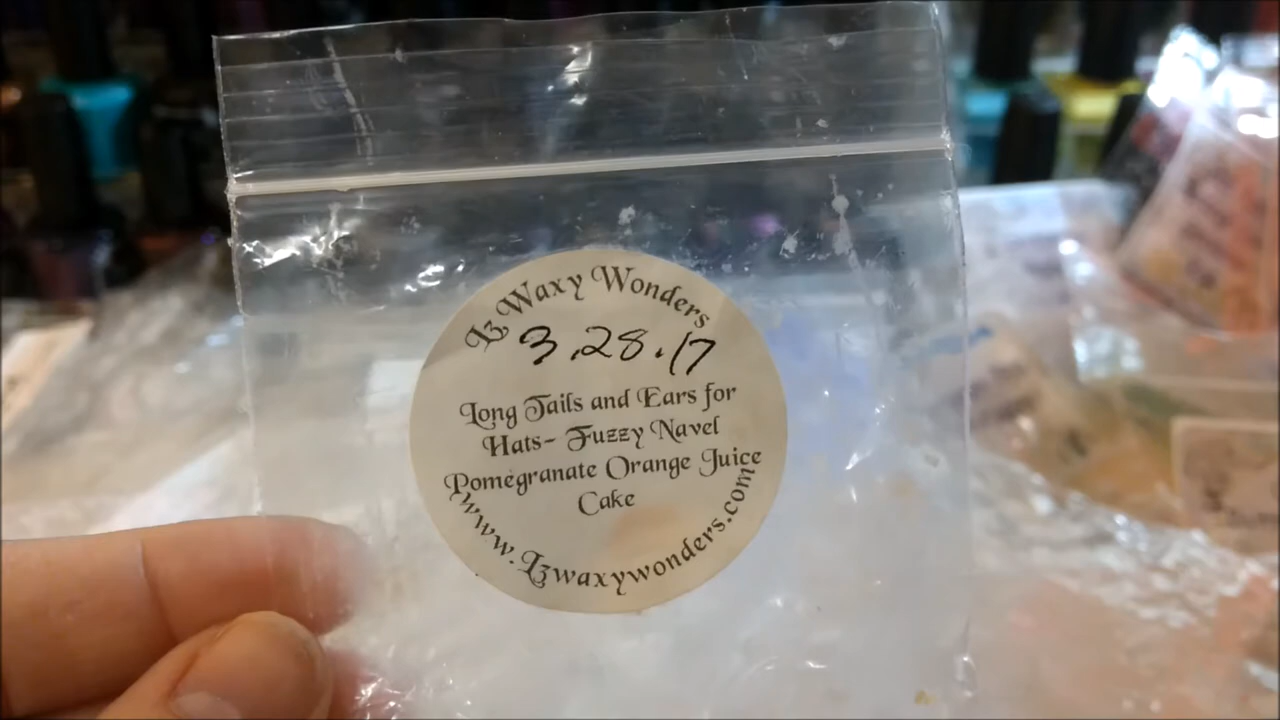 Lz Waxy Wonders
3.28.17
Long Tails and Ears for
Hats- Fuzzy Navel
Pomegranate Orange Juice
Cake
www.Lzwaxywonders.com